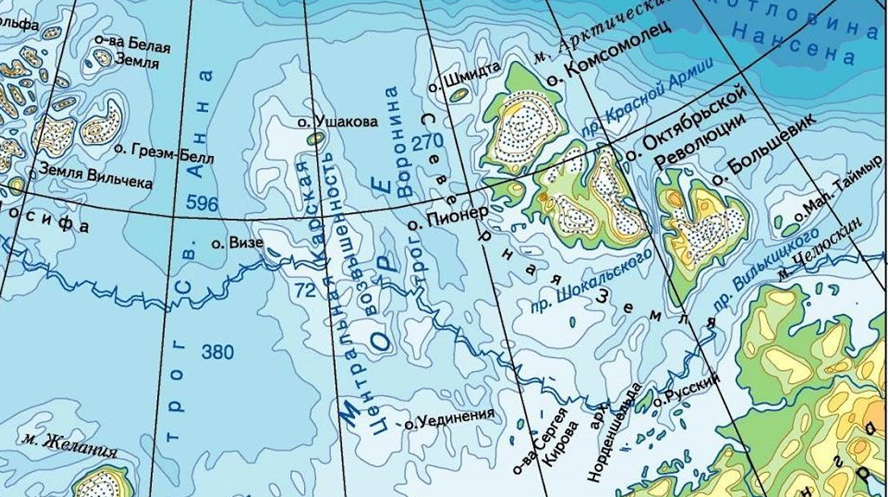 о-ва Белая
Земля
о. Шмидта
м. Арктический
о. Комсомолец
КОТЛОВИНА
Нансена
пр. Красной Армии
о. Октябрьской
Революции
о. Большевик
о. Ушакова
о. Грэм-Белл
Земля Вильчека
Иосифа
596
270
трог Воронина
о. Пионер
о. Визе
72
Центральная Карская
возвышенность
МОРЕ
Северная Земля
пр. Шокальского
пр. Вилькицкого
о. Мал. Таймыр
м. Челюскин
трог Св. Анна
380
о. Русский
арх.
Норденшельда
о-ва Сергея
Кирова
о. Уединения
м. Желания